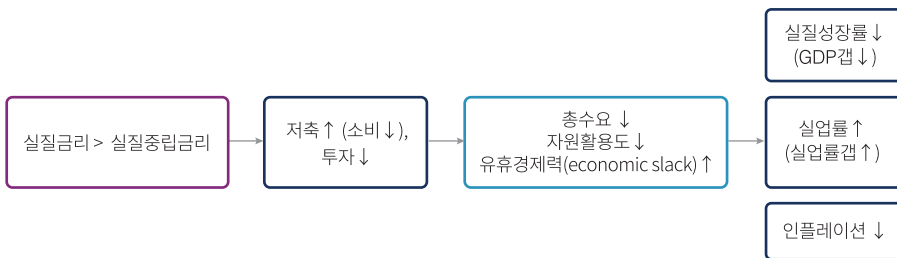 실질금리 > 실질중립금리
저축↑ (소비↓),
투자↓
총수요 ↓
자원활용도↓
유휴경제력(economic slack)↑
실질성장률↓
(GDP갭↓)
실업률↑
(실업률갭↑)
인플레이션 ↓